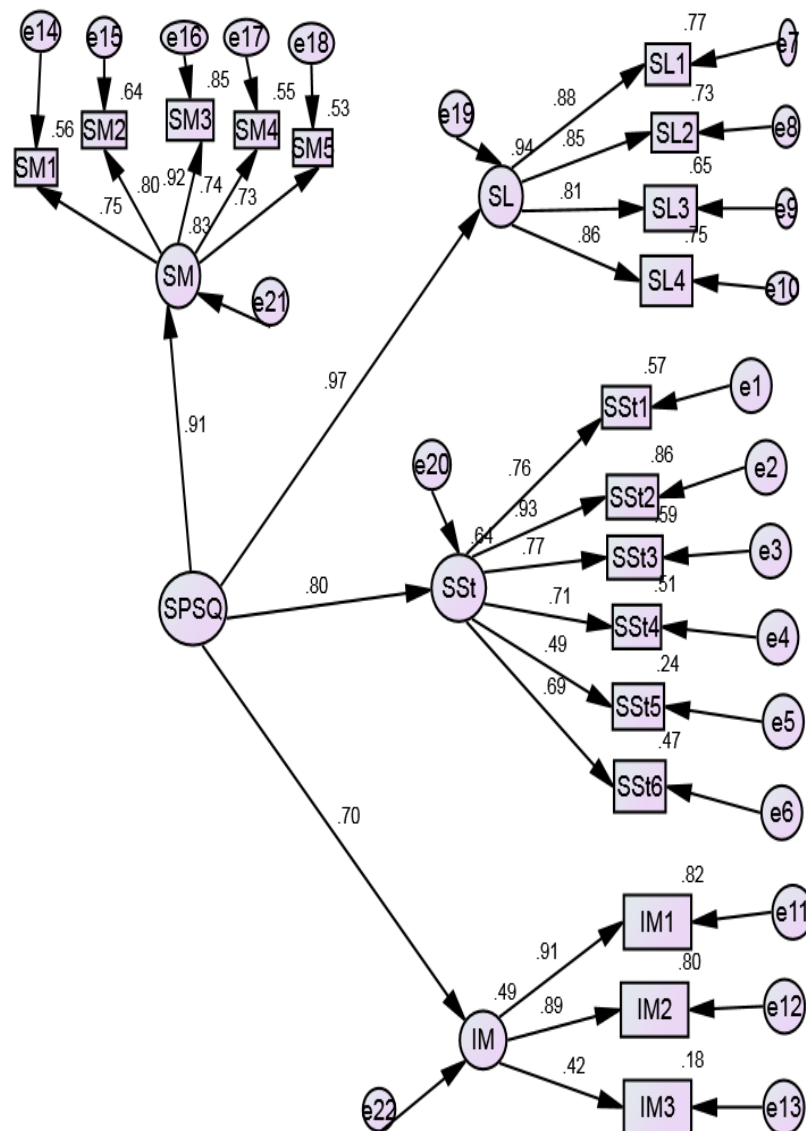 e14
e15
e16
e17
e18
.56
.64
.85
.55
.53
SM1
SM2
SM3
SM4
SM5
.75
.80
.92
.74
.73
.83
SM
e21
.91
.77
SL1
e7
.88
e19
.94
.73
SL2
e8
.85
SL
.65
SL3
e9
.81
.75
SL4
e10
.86
.97
.57
SSt1
e1
.76
e20
.86
SSt2
e2
.93
.64
.59
SSt3
e3
.77
SSt
SPSQ
.80
.51
SSt4
e4
.71
.24
SSt5
e5
.49
.47
SSt6
e6
.69
.70
.82
IM1
e11
.91
.49
.80
IM2
e12
.89
IM
.18
IM3
e13
.42
e22